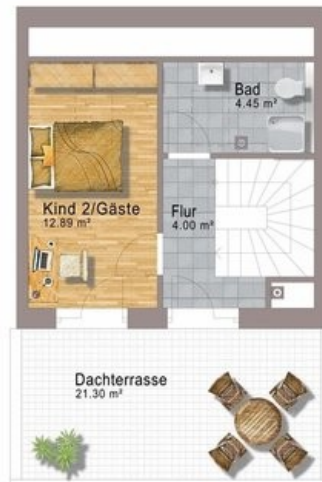 Bad
4.45 m²
Kind 2/Gäste
12.89 m²
Flur
4.00 m²
Dachterrasse
21.30 m²